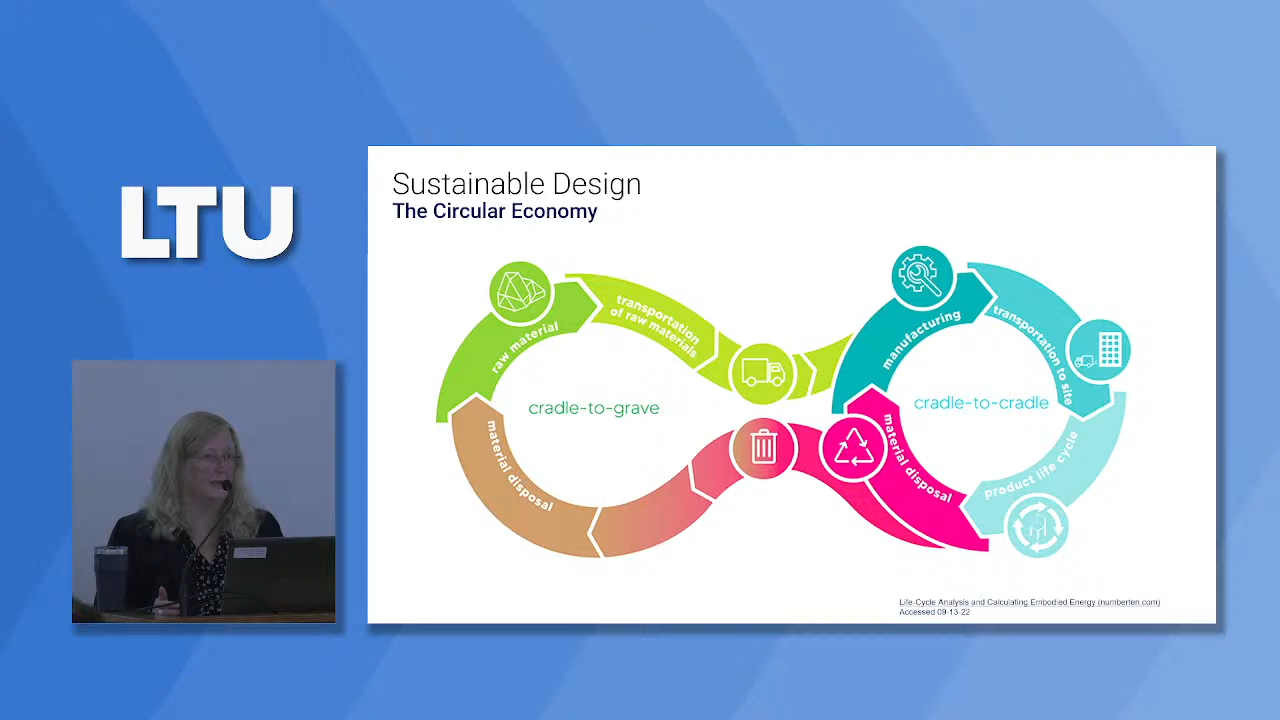 LTU
Sustainable Design
The Circular Economy
raw material
transportation
of raw materials
manufacturing
transportation to site
cradle-to-grave
cradle-to-cradle
material disposal
material disposal
product life cycle
Life-Cycle Analysis and Calculating Embodied Energy (numberten.com)
Accessed 09-13-22